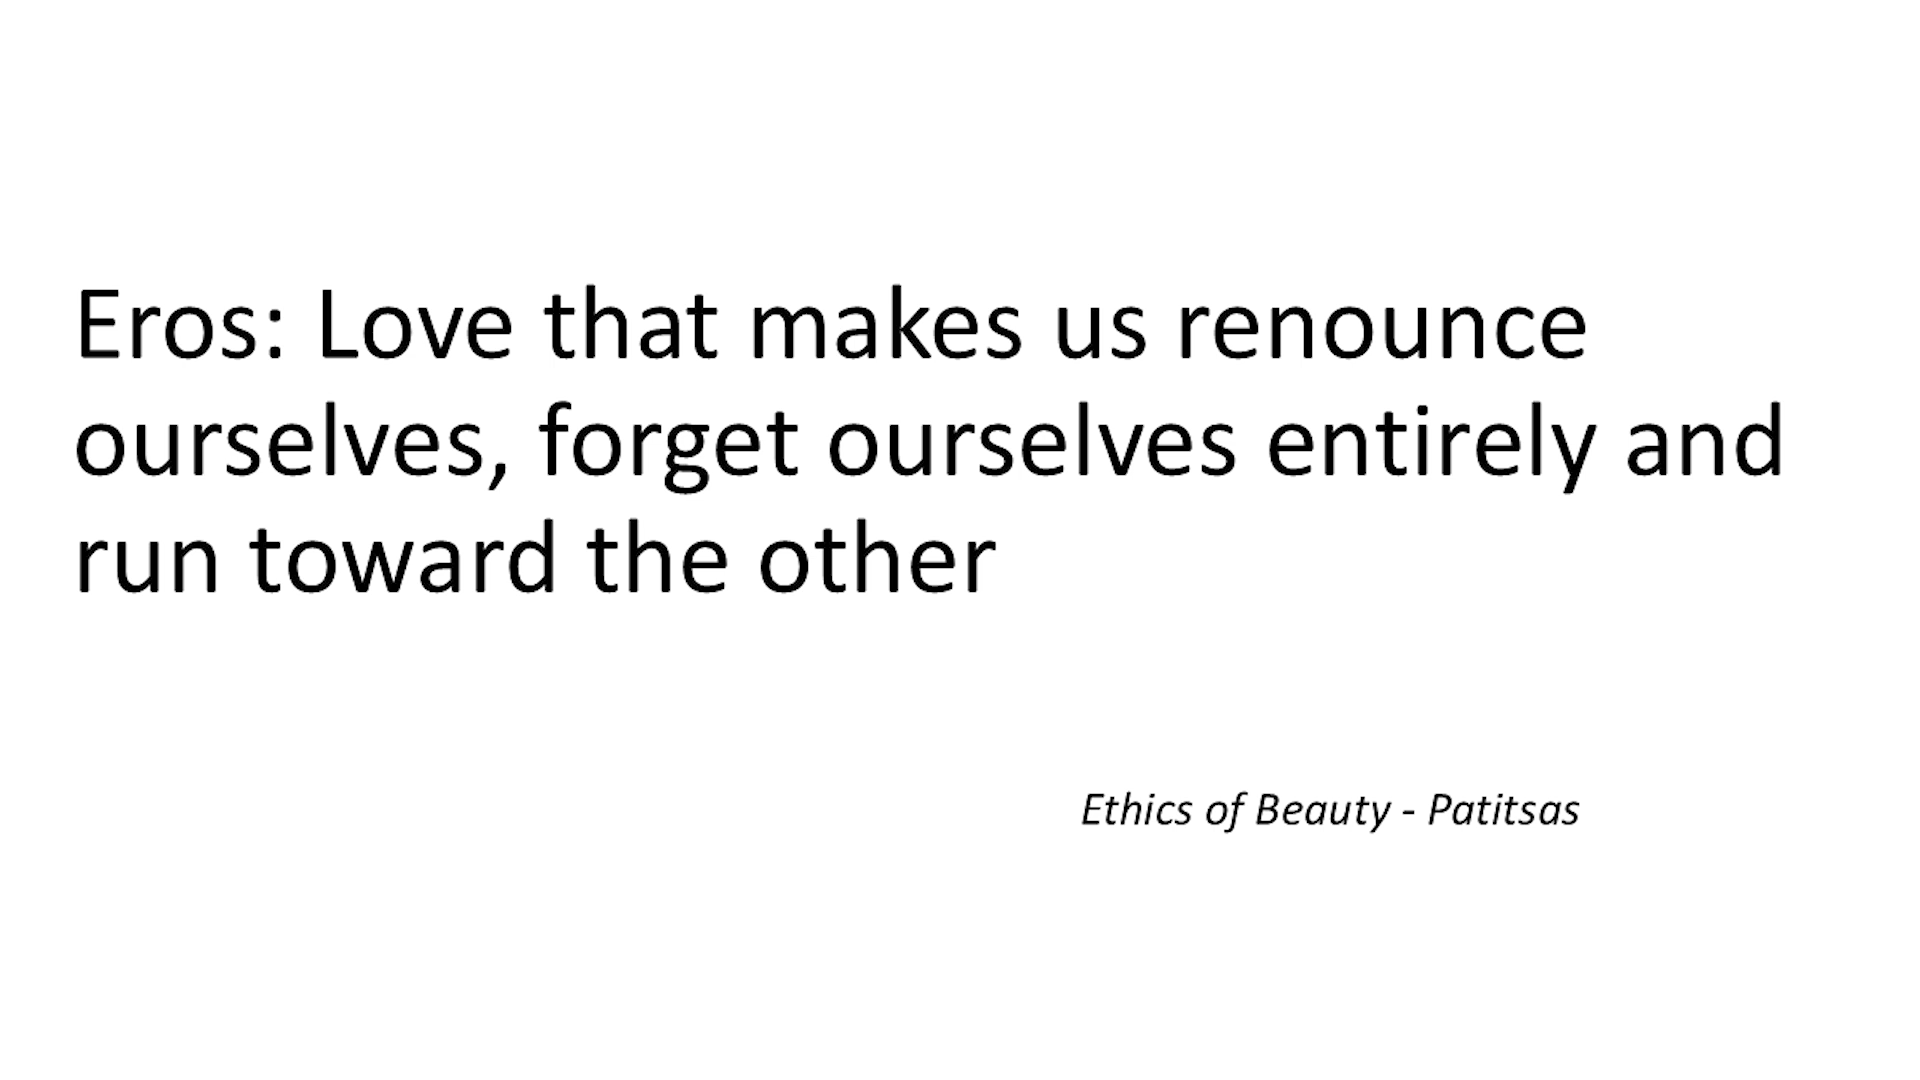 Eros: Love that makes us renounce
ourselves, forget ourselves entirely and
run toward the other
Ethics of Beauty - Patitsas